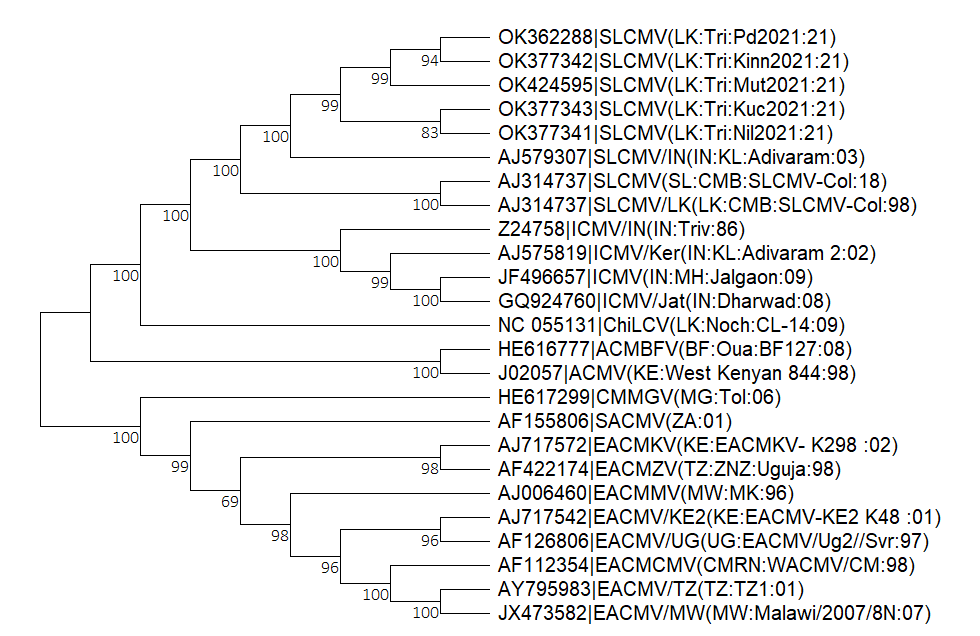 OK362288|SLCMV(LK:Tri:Pd2021:21)
94
OK377342|SLCMV(LK:Tri:Kinn2021:21)
99
OK424595|SLCMV(LK:Tri:Mut2021:21)
99
OK377343|SLCMV(LK:Tri:Kuc2021:21)
83
OK377341|SLCMV(LK:Tri:Nil2021:21)
100
AJ579307|SLCMV/IN(IN:KL:Adivaram:03)
100
AJ314737|SLCMV(SL:CMB:SLCMV-Col:18)
100
AJ314737|SLCMV/LK(LK:CMB:SLCMV-Col:98)
100
Z24758|ICMV/IN(IN:Triv:86)
100
AJ575819|ICMV/Ker(IN:KL:Adivaram 2:02)
100
99
JF496657|ICMV(IN:MH:Jalgaon:09)
100
GQ924760|ICMV/Jat(IN:Dharwad:08)
NC 055131|ChiLCV(LK:Noch:CL-14:09)
HE616777|ACMBFV(BF:Oua:BF127:08)
100
J02057|ACMV(KE:West Kenyan 844:98)
HE617299|CMMGV(MG:Tol:06)
100
AF155806|SACMV(ZA:01)
99
AJ717572|EACMKV(KE:EACMKV- K298 :02)
98
AF422174|EACMZV(TZ:ZNZ:Uguja:98)
69
AJ006460|EACMMV(MW:MK:96)
98
AJ717542|EACMV/KE2(KE:EACMV-KE2 K48 :01)
96
AF126806|EACMV/UG(UG:EACMV/Ug2//Svr:97)
96
AF112354|EACMCMV(CMRN:WACMV/CM:98)
100
AY795983|EACMV/TZ(TZ:TZ1:01)
100
JX473582|EACMV/MW(MW:Malawi/2007/8N:07)